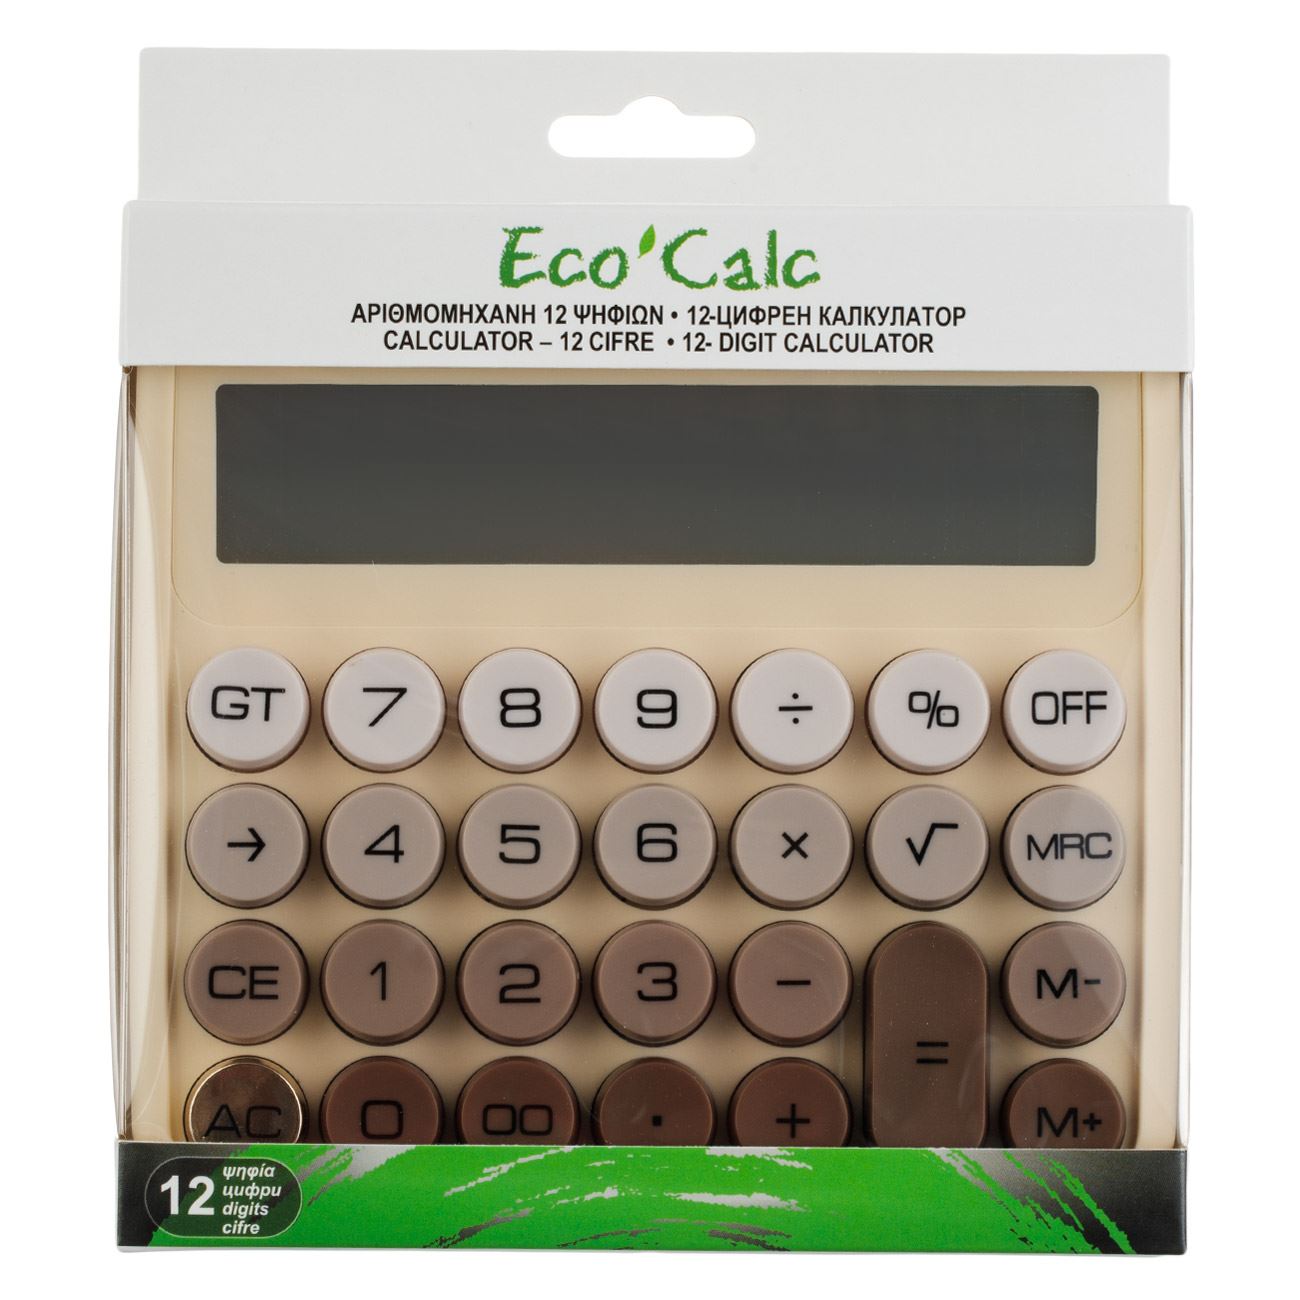 Eco'Calc
ΑΡΙΘΜΟΜΗΧΑΝΗ 12 ΨΗΦΙΩΝ • 12-ЦИФРЕН КАЛКУЛАТОР
CALCULATOR – 12 CIFRE • 12- DIGIT CALCULATOR
GT 7 8 9 ÷ % OFF
→ 4 5 6 × √ MRC
CE 1 2 3 − M-
=
AC 0 00 . + M+
12
ψηφία
цифри
digits
cifre